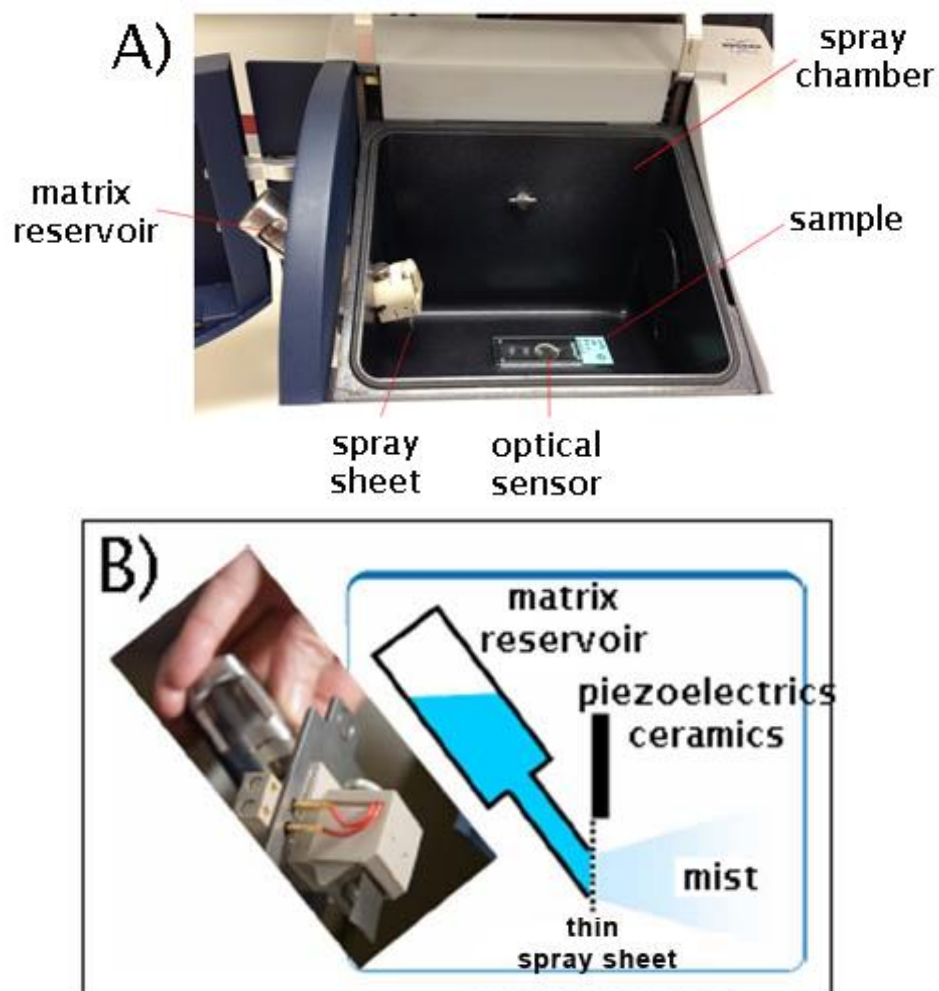 A)
spray
chamber
matrix
reservoir
sample
spray
sheet
optical
sensor
B)
matrix
reservoir
piezoelectrics
ceramics
mist
thin
spray sheet